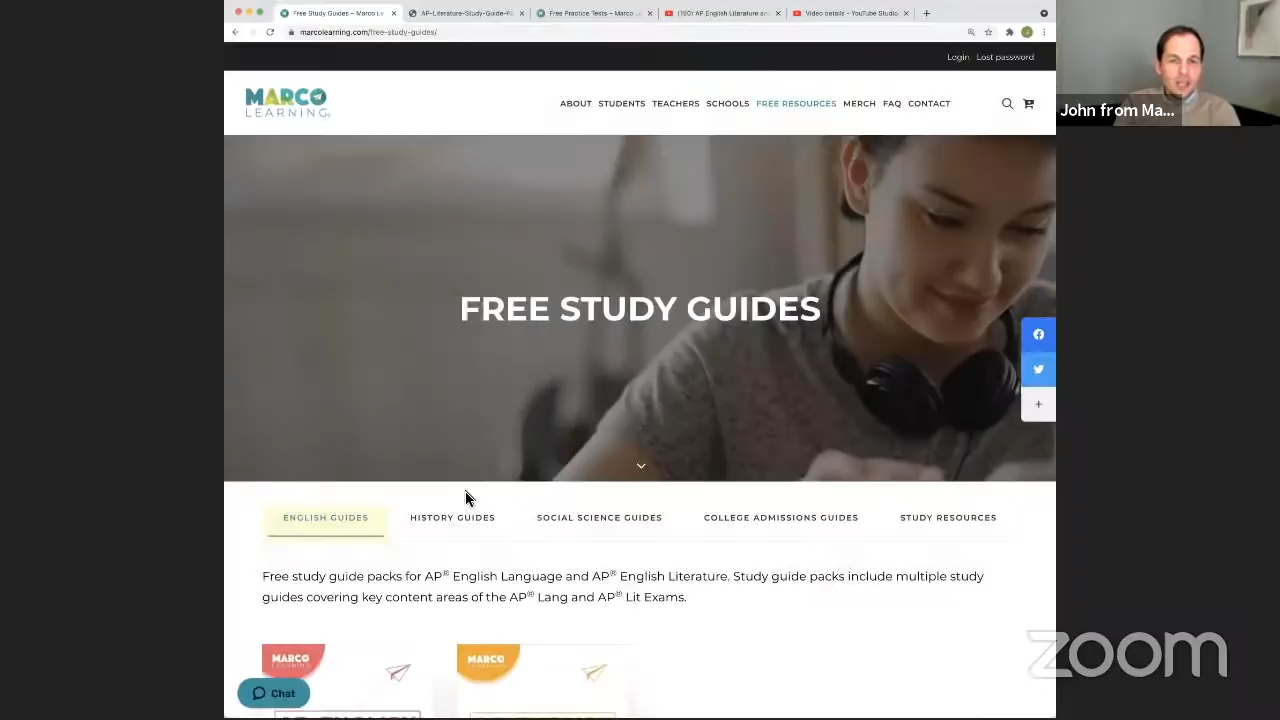 Free Study Guides – Marco Le
AP-Literature-Study-Guide-Pa
Free Practice Tests – Marco
(150) AP English Literature an
Video details - YouTube Studio
marcolearning.com/free-study-guides/
Login Lost password
MARCO
LEARNING
ABOUT STUDENTS TEACHERS SCHOOLS FREE RESOURCES MERCH FAQ CONTACT
John from Ma...
FREE STUDY GUIDES
ENGLISH GUIDES HISTORY GUIDES SOCIAL SCIENCE GUIDES COLLEGE ADMISSIONS GUIDES STUDY RESOURCES
Free study guide packs for AP® English Language and AP® English Literature. Study guide packs include multiple study
guides covering key content areas of the AP® Lang and AP® Lit Exams.
MARCO
LEARNING
MARCO
Chat
AP ENGLISH
zoom